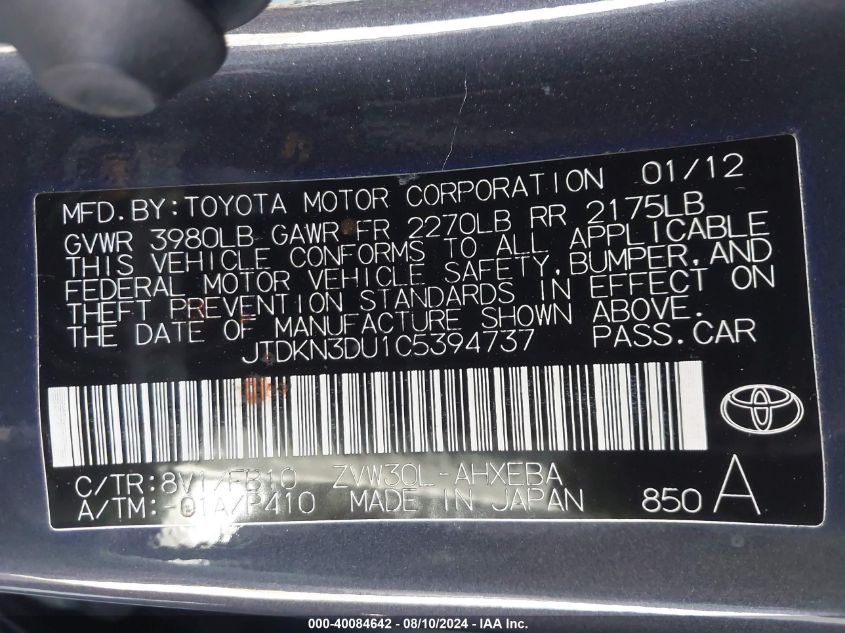 MFD.BY:TOYOTA MOTOR CORPORATION 01/12
GVWR 3980LB GAWR FR 2270LB RR 2175LB
THIS VEHICLE CONFORMS TO ALL APPLICABLE
FEDERAL MOTOR VEHICLE SAFETY,BUMPER,AND
THEFT PREVENTION STANDARDS IN EFFECT ON
THE DATE OF MANUFACTURE SHOWN ABOVE.
JTDKN3DU1C5394737 PASS.CAR
C/TR:8V1/FB10 ZVW30L-AHXEBA
A/TM:-01A/P410 MADE IN JAPAN 850 A
000-40084642 - 08/10/2024 - IAA Inc.